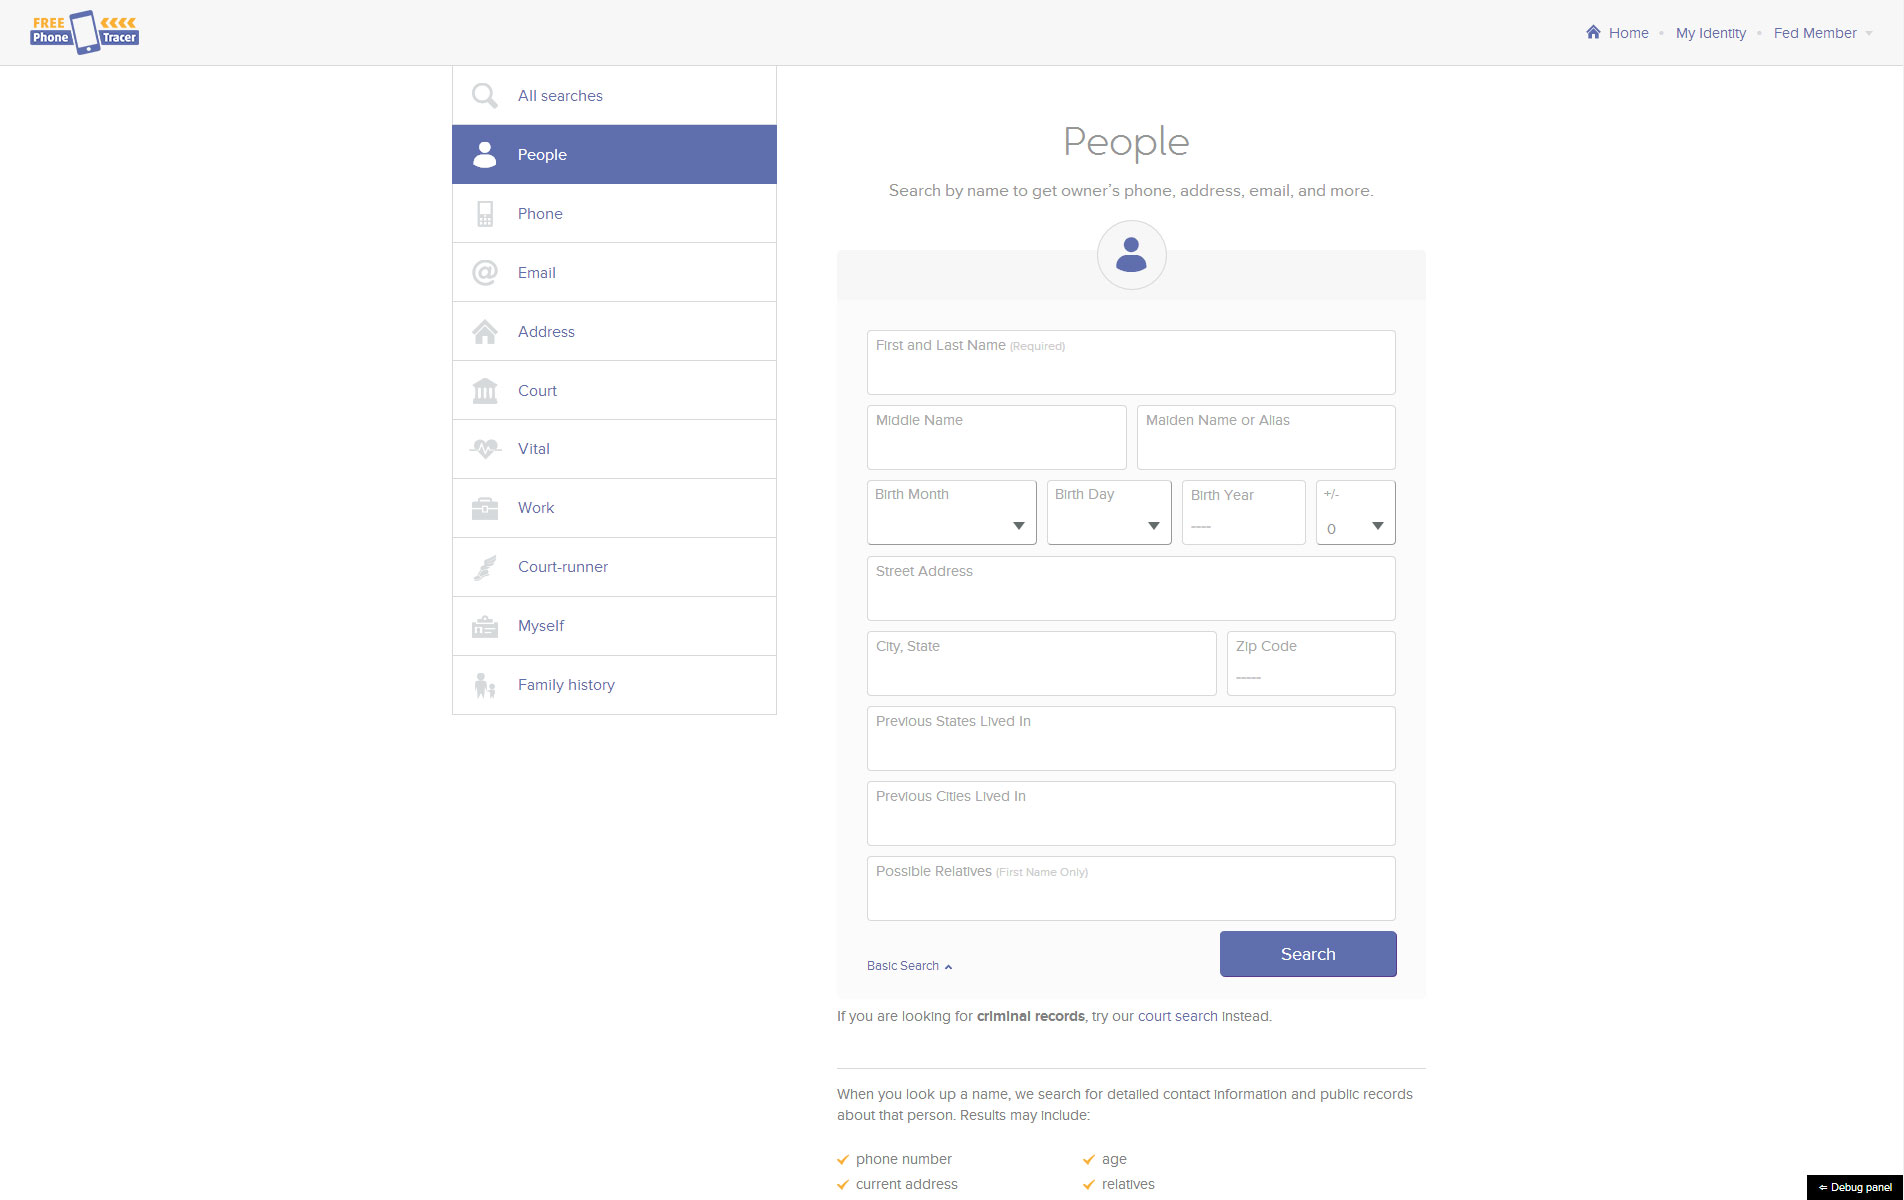 FREE
Phone Tracer
Home • My Identity • Fed Member
All searches
People
Phone
Email
Address
Court
Vital
Work
Court-runner
Myself
Family history
People
Search by name to get owner’s phone, address, email, and more.
First and Last Name (Required)
Middle Name
Maiden Name or Alias
Birth Month
Birth Day
Birth Year
----
+/-
0
Street Address
City, State
Zip Code
-----
Previous States Lived In
Previous Cities Lived In
Possible Relatives (First Name Only)
Basic Search
Search
If you are looking for criminal records, try our court search instead.
When you look up a name, we search for detailed contact information and public records
about that person. Results may include:
phone number
age
current address
relatives
⇐ Debug panel